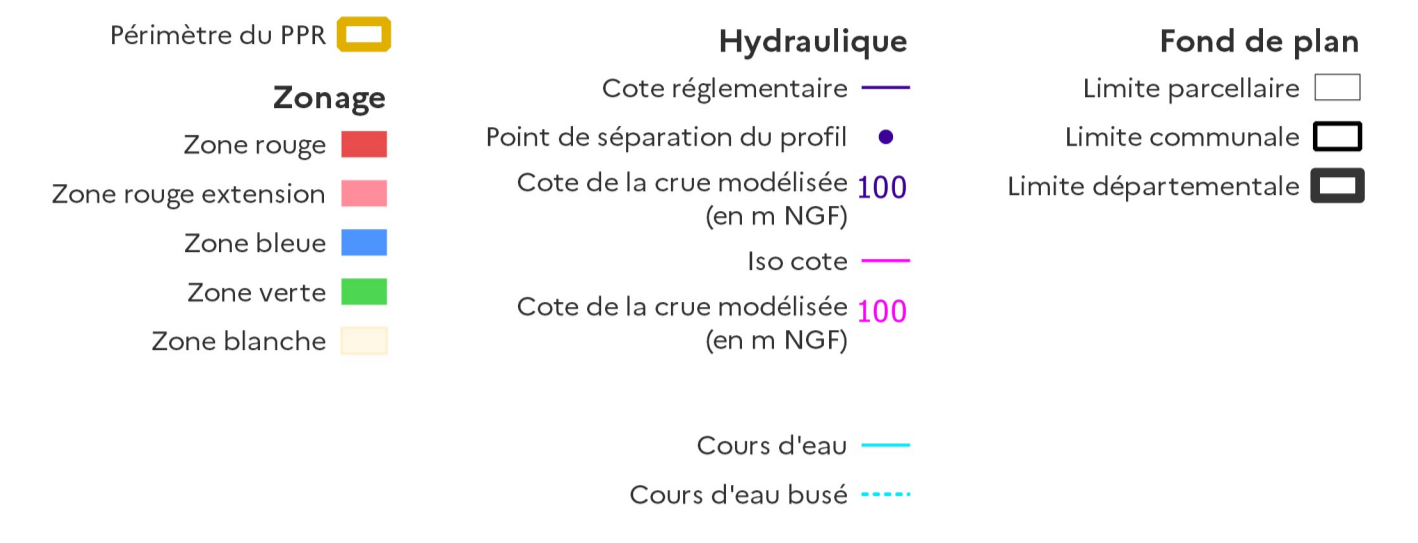 Périmètre du PPR
Zonage
Zone rouge
Zone rouge extension
Zone bleue
Zone verte
Zone blanche
Hydraulique
Cote réglementaire
Point de séparation du profil
Cote de la crue modélisée 100
(en m NGF)
Iso cote
Cote de la crue modélisée 100
(en m NGF)
Cours d'eau
Cours d'eau busé
Fond de plan
Limite parcellaire
Limite communale
Limite départementale